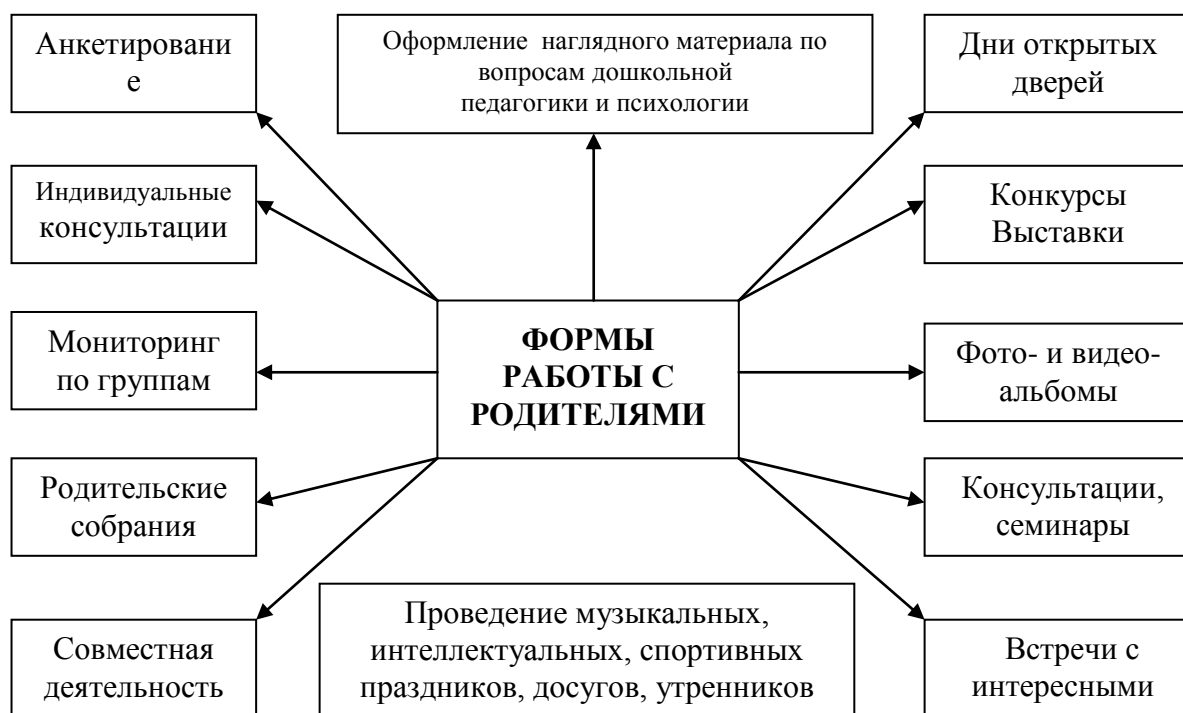 Анкетировани
е
Оформление наглядного материала по
вопросам дошкольной
педагогики и психологии
Дни открытых
дверей
Индивидуальные
консультации
Конкурсы
Выставки
ФОРМЫ
РАБОТЫ С
РОДИТЕЛЯМИ
Мониторинг
по группам
Фото- и видео-
альбомы
Родительские
собрания
Консультации,
семинары
Совместная
деятельность
Проведение музыкальных,
интеллектуальных, спортивных
праздников, досугов, утренников
Встречи с
интересными